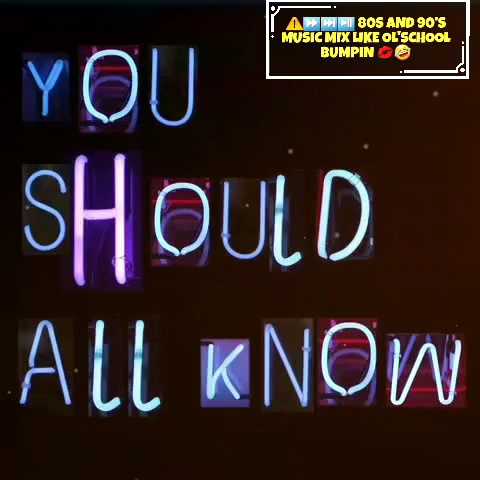 ⚠️⏩⏭️⏯️ 80S AND 90'S
MUSIC MIX LIKE OL'SCHOOL
BUMPIN 💋🤣
YOU
SHOULD
ALL KNOW